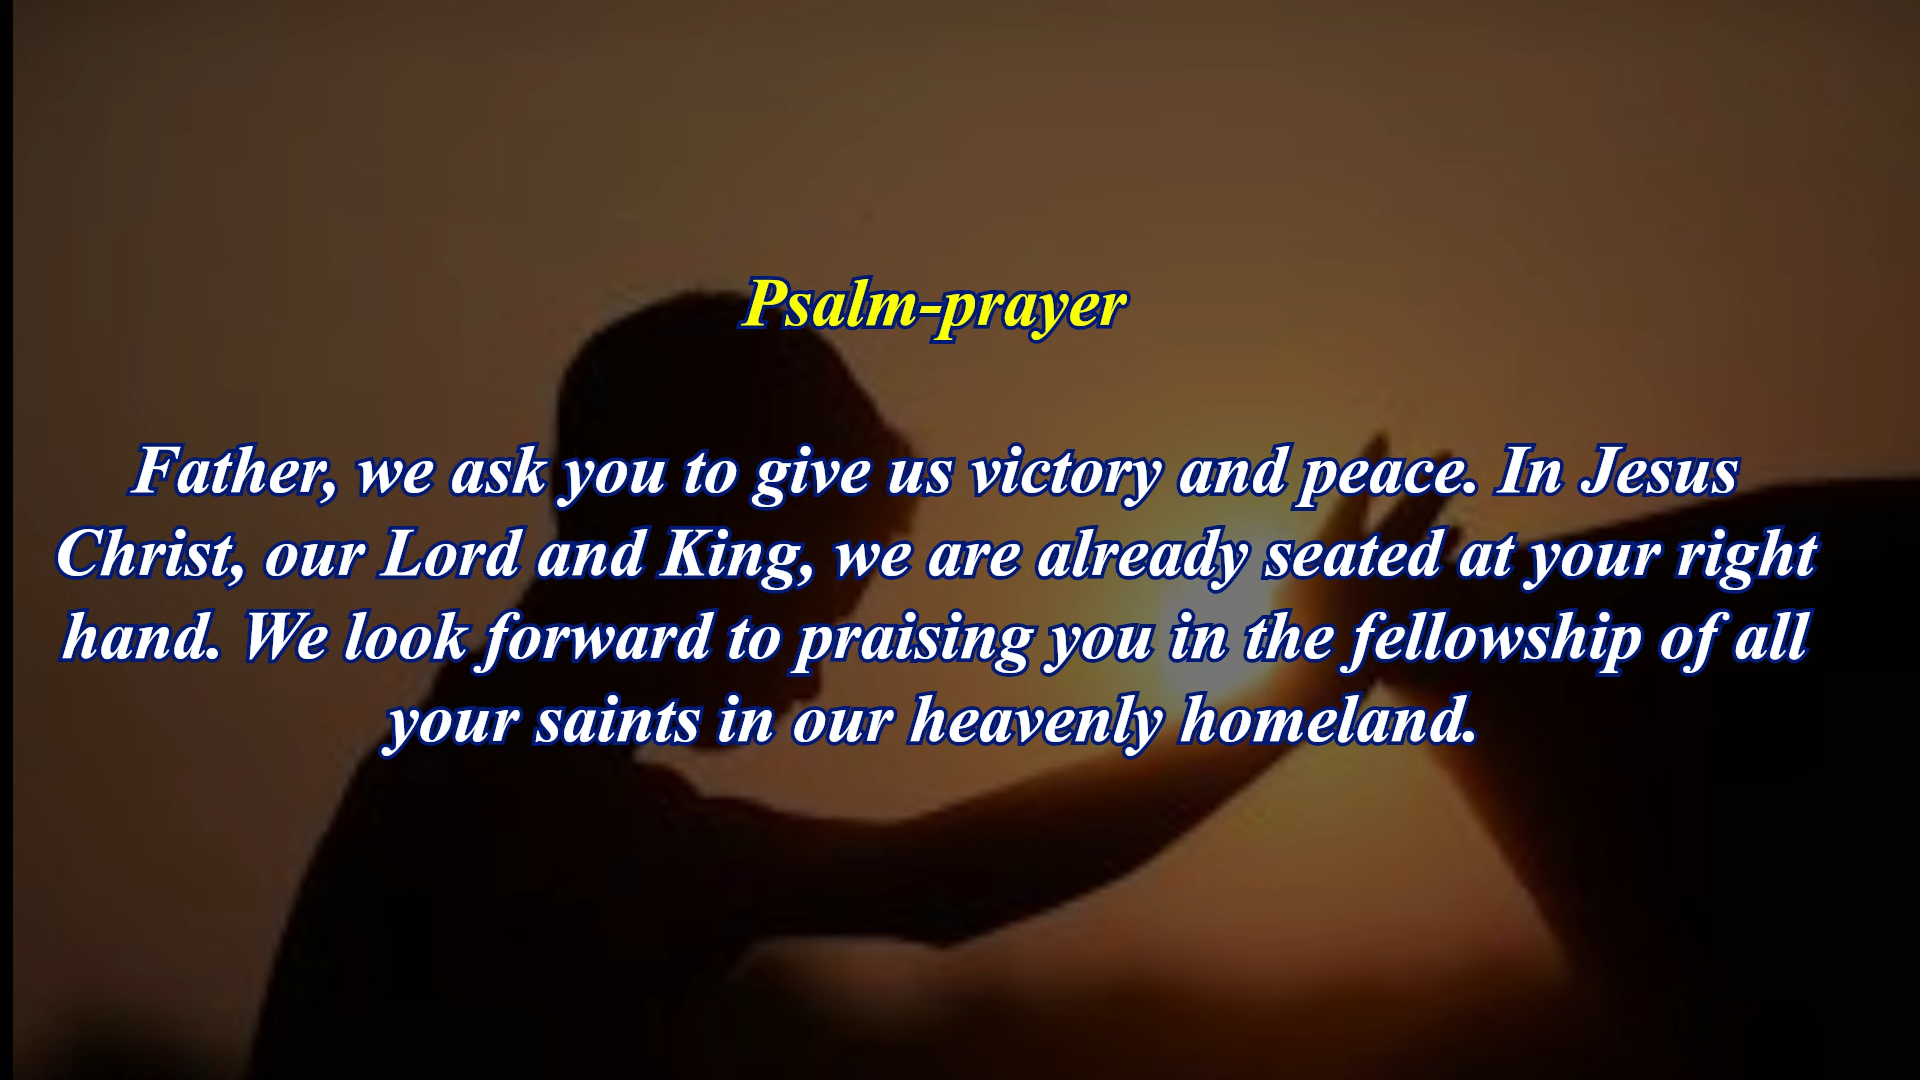 Psalm-prayer
Father, we ask you to give us victory and peace. In Jesus
Christ, our Lord and King, we are already seated at your right
hand. We look forward to praising you in the fellowship of all
your saints in our heavenly homeland.